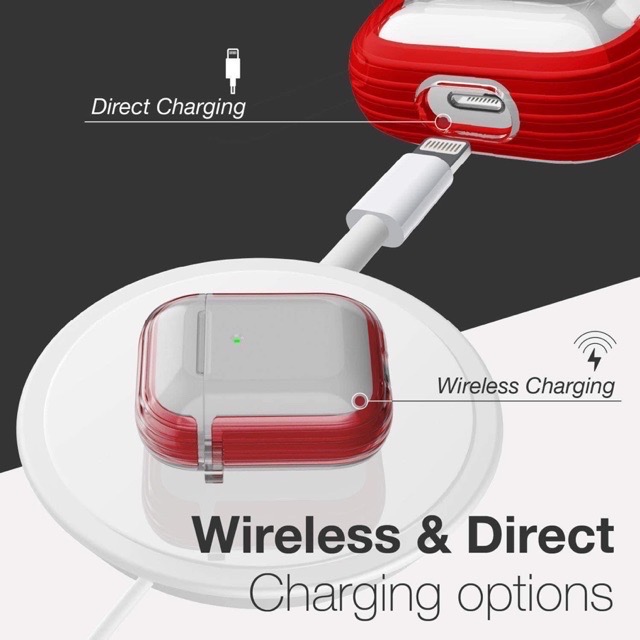 Direct Charging
Wireless Charging
Wireless & Direct
Charging options